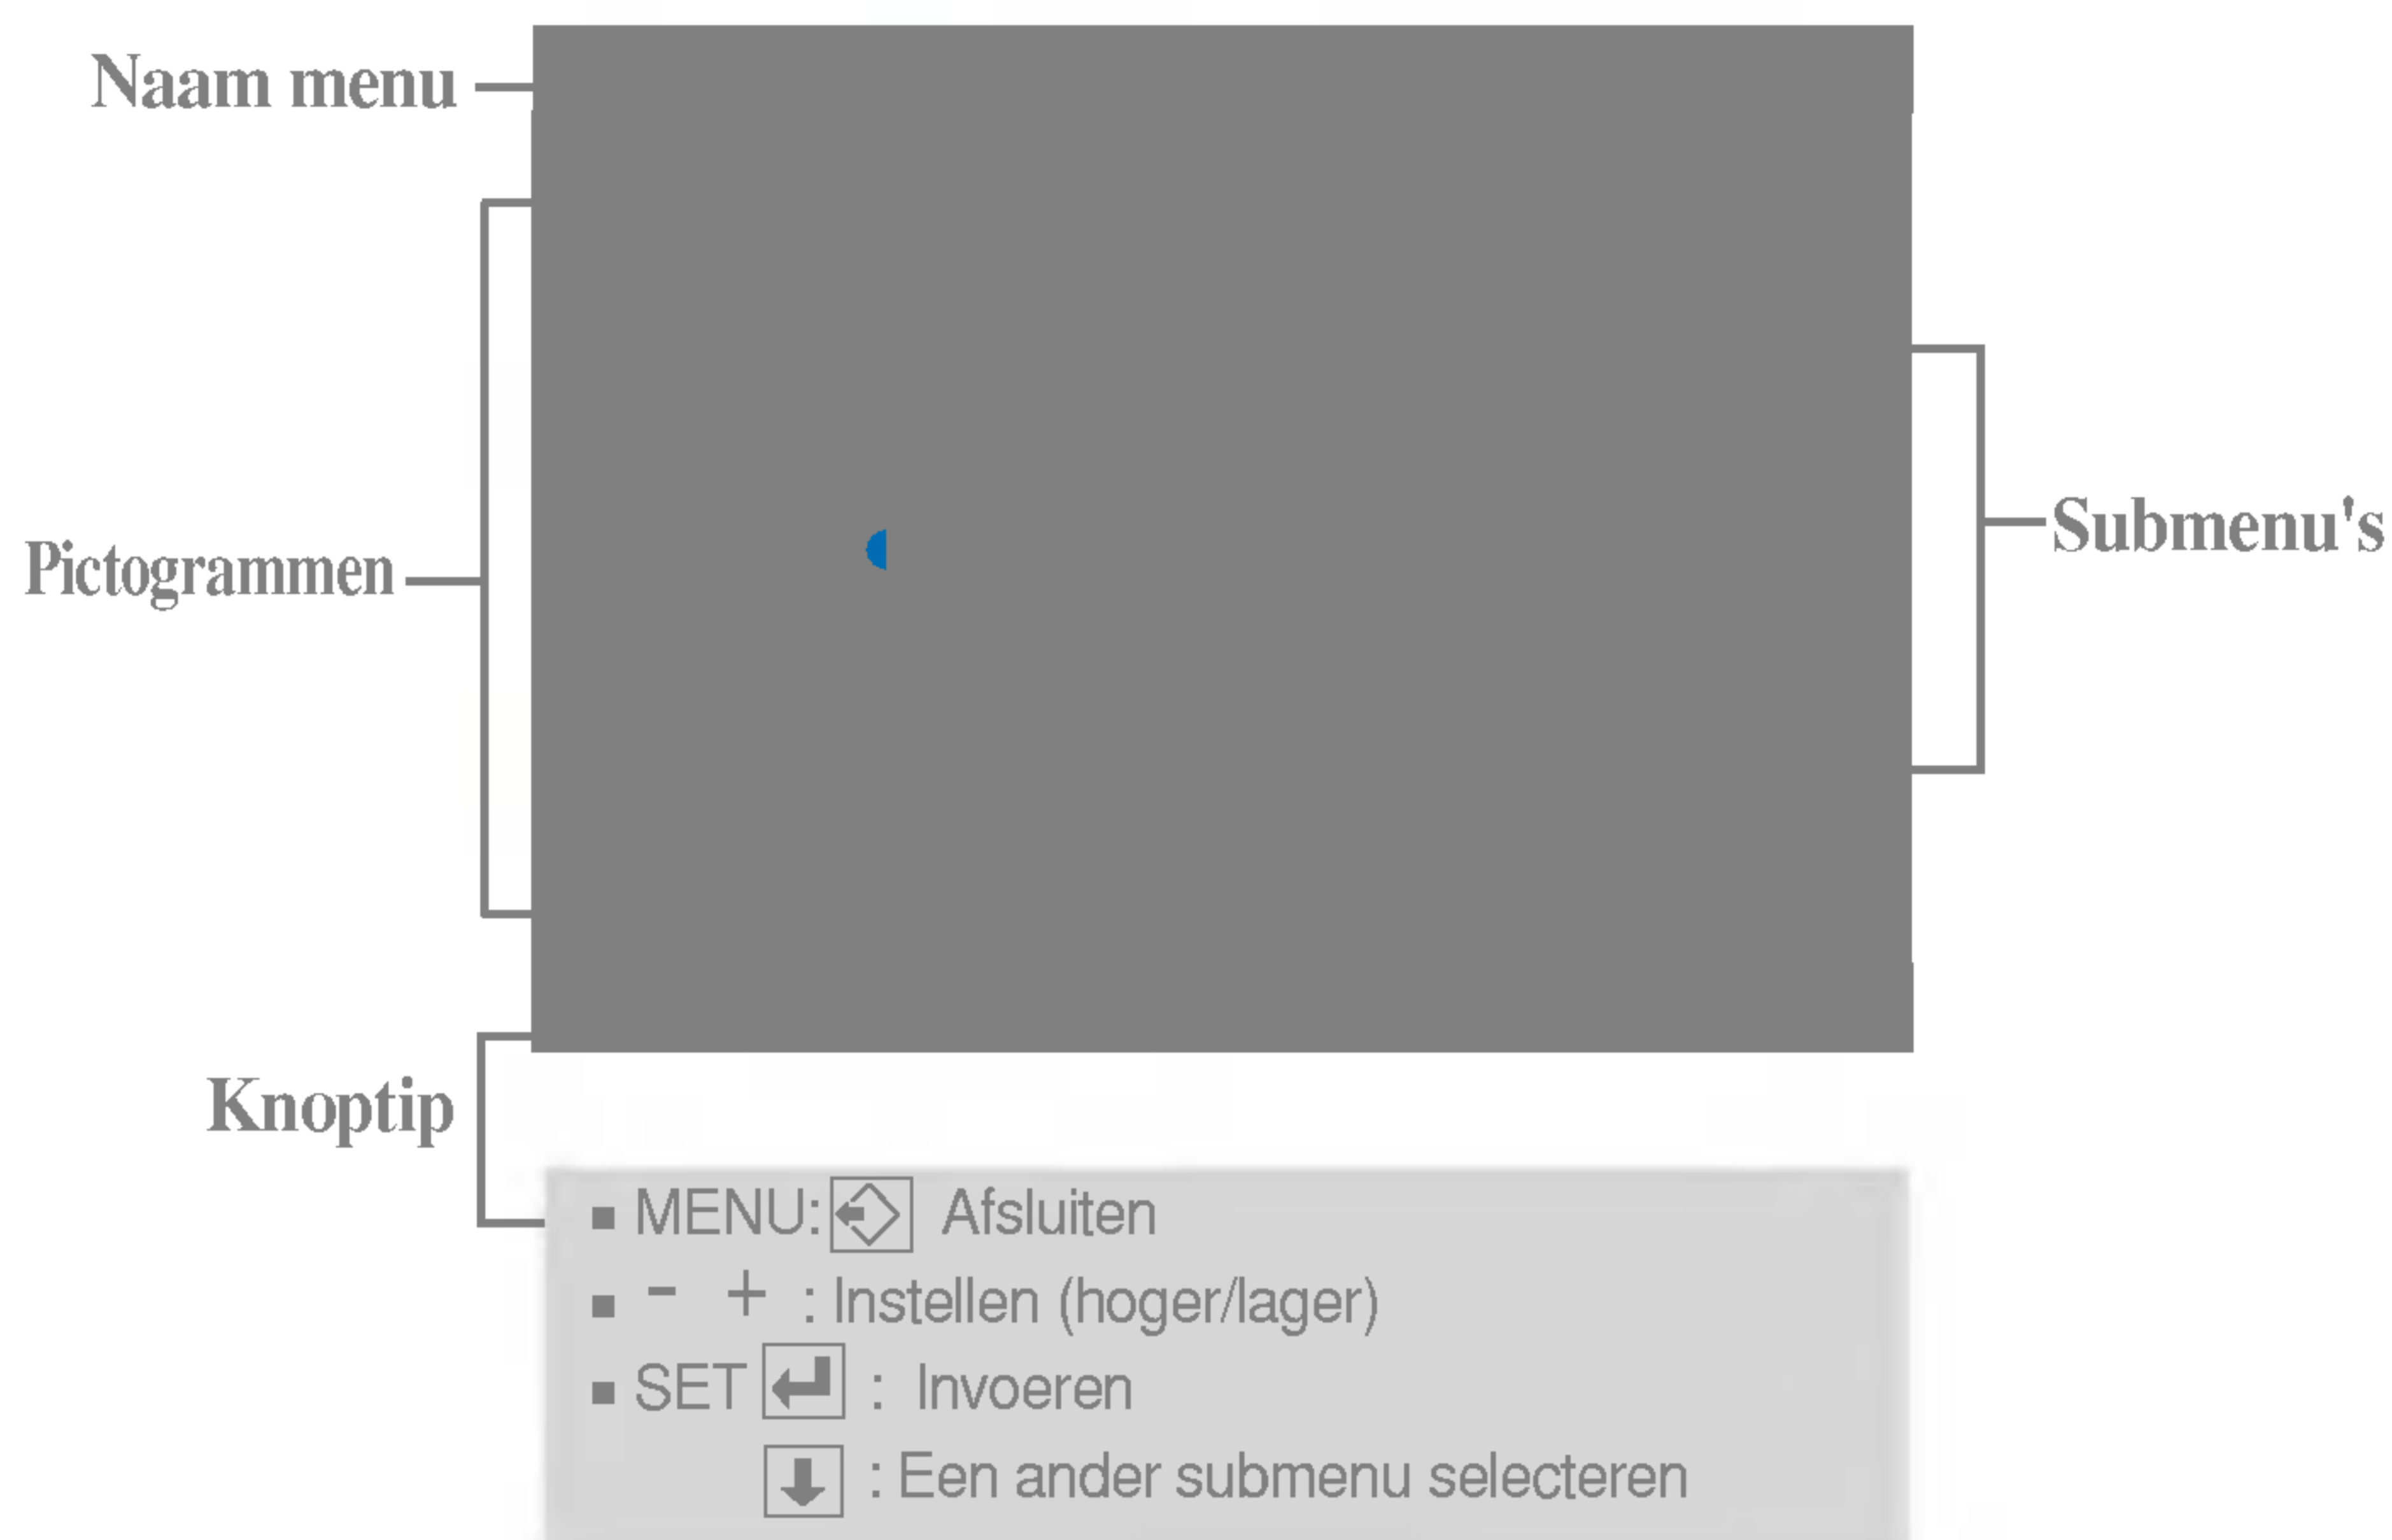 Naam menu
Pictogrammen
Submenu's
Knoptip
■ MENU: Afsluiten
■ - + : Instellen (hoger/lager)
■ SET : Invoeren
: Een ander submenu selecteren